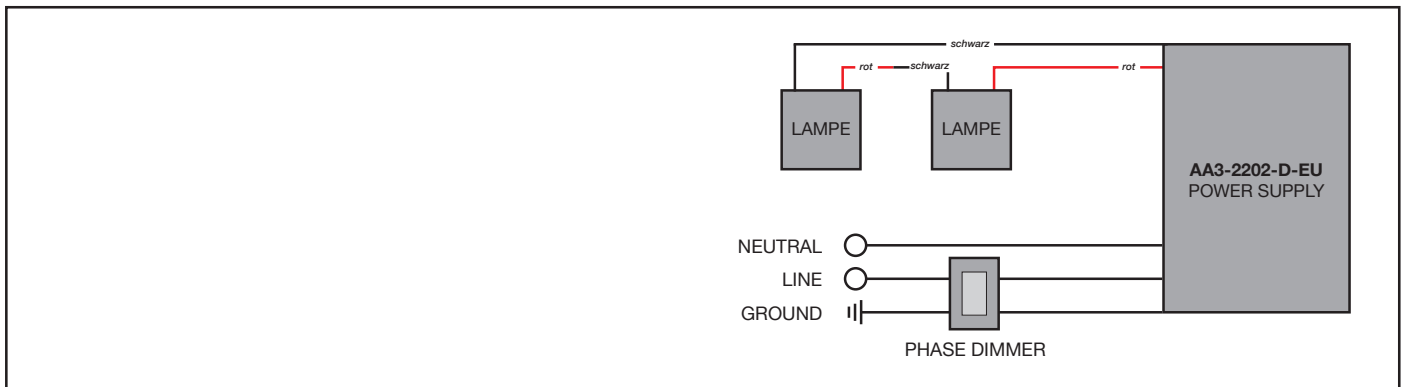 schwarz
rot schwarz rot
LAMPE LAMPE
AA3-2202-D-EU
POWER SUPPLY
NEUTRAL
LINE
GROUND
PHASE DIMMER